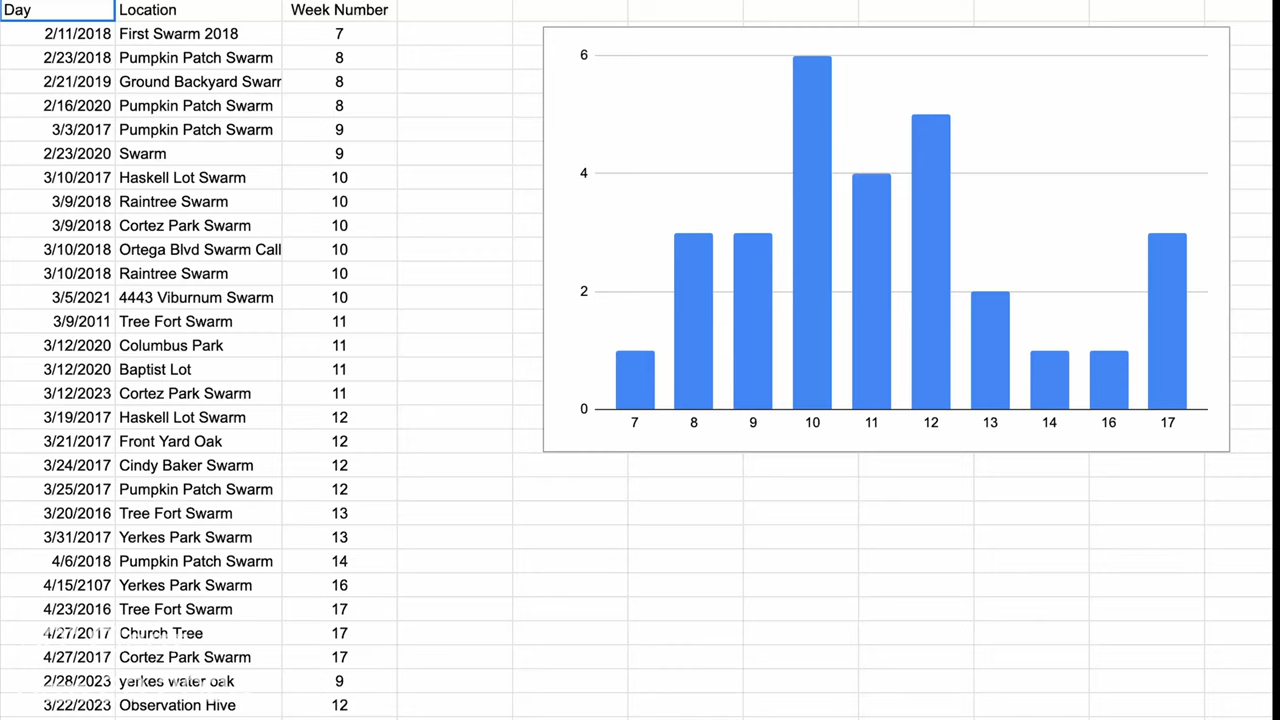 Day Location Week Number
2/11/2018 First Swarm 2018 7
2/23/2018 Pumpkin Patch Swarm 8
2/21/2019 Ground Backyard Swarr 8
2/16/2020 Pumpkin Patch Swarm 8
3/3/2017 Pumpkin Patch Swarm 9
2/23/2020 Swarm 9
3/10/2017 Haskell Lot Swarm 10
3/9/2018 Raintree Swarm 10
3/9/2018 Cortez Park Swarm 10
3/10/2018 Ortega Blvd Swarm Call 10
3/10/2018 Raintree Swarm 10
3/5/2021 4443 Viburnum Swarm 10
3/9/2011 Tree Fort Swarm 11
3/12/2020 Columbus Park 11
3/12/2020 Baptist Lot 11
3/12/2023 Cortez Park Swarm 11
3/19/2017 Haskell Lot Swarm 12
3/21/2017 Front Yard Oak 12
3/24/2017 Cindy Baker Swarm 12
3/25/2017 Pumpkin Patch Swarm 12
3/20/2016 Tree Fort Swarm 13
3/31/2017 Yerkes Park Swarm 13
4/6/2018 Pumpkin Patch Swarm 14
4/15/2107 Yerkes Park Swarm 16
4/23/2016 Tree Fort Swarm 17
4/27/2017 Church Tree 17
4/27/2017 Cortez Park Swarm 17
2/28/2023 yerkes water oak 9
3/22/2023 Observation Hive 12
6
4
2
0
7 8 9 10 11 12 13 14 16 17